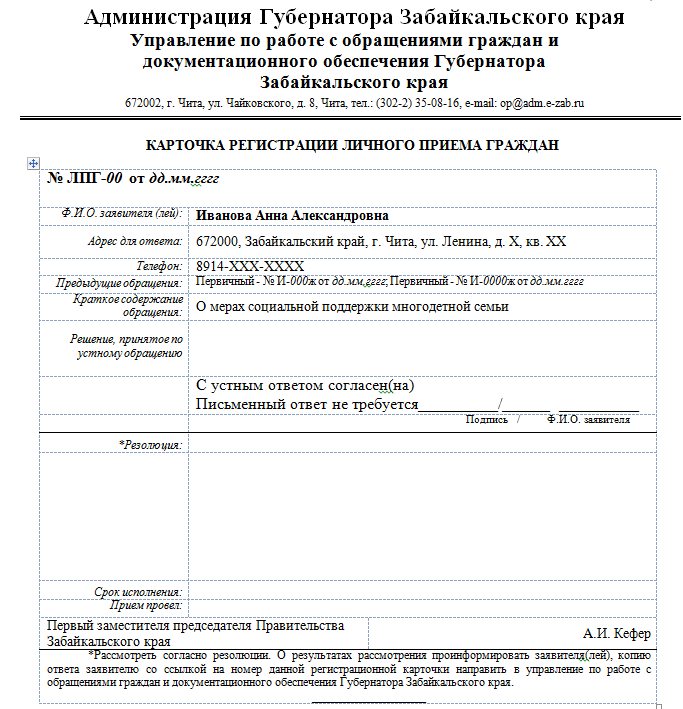 Администрация Губернатора Забайкальского края
Управление по работе с обращениями граждан и
документационного обеспечения Губернатора
Забайкальского края
672002, г. Чита, ул. Чайковского, д. 8, Чита, тел.: (302-2) 35-08-16, e-mail: op@adm.e-zab.ru
КАРТОЧКА РЕГИСТРАЦИИ ЛИЧНОГО ПРИЕМА ГРАЖДАН
№ ЛПГ-00 от дд.мм.гггг
Ф.И.О. заявителя (лей): Иванова Анна Александровна
Адрес для ответа: 672000, Забайкальский край, г. Чита, ул. Ленина, д. Х, кв. ХХ
Телефон: 8914-ХХХ-ХХХХ
Предыдущие обращения: Первичный - № И-000ж от дд.мм.гггг; Первичный - № И-0000ж от дд.мм.гггг
Краткое содержание
обращения: О мерах социальной поддержки многодетной семьи
Решение, принятое по
устному обращению
С устным ответом согласен(на)
Письменный ответ не требуется__________/______ __________
Подпись / Ф.И.О. заявителя
*Резолюция:
Срок исполнения:
Прием провел:
Первый заместителя председателя Правительства
Забайкальского края
А.И. Кефер
*Рассмотреть согласно резолюции. О результатах рассмотрения проинформировать заявителя(лей), копию
ответа заявителю со ссылкой на номер данной регистрационной карточки направить в управление по работе с
обращениями граждан и документационного обеспечения Губернатора Забайкальского края.